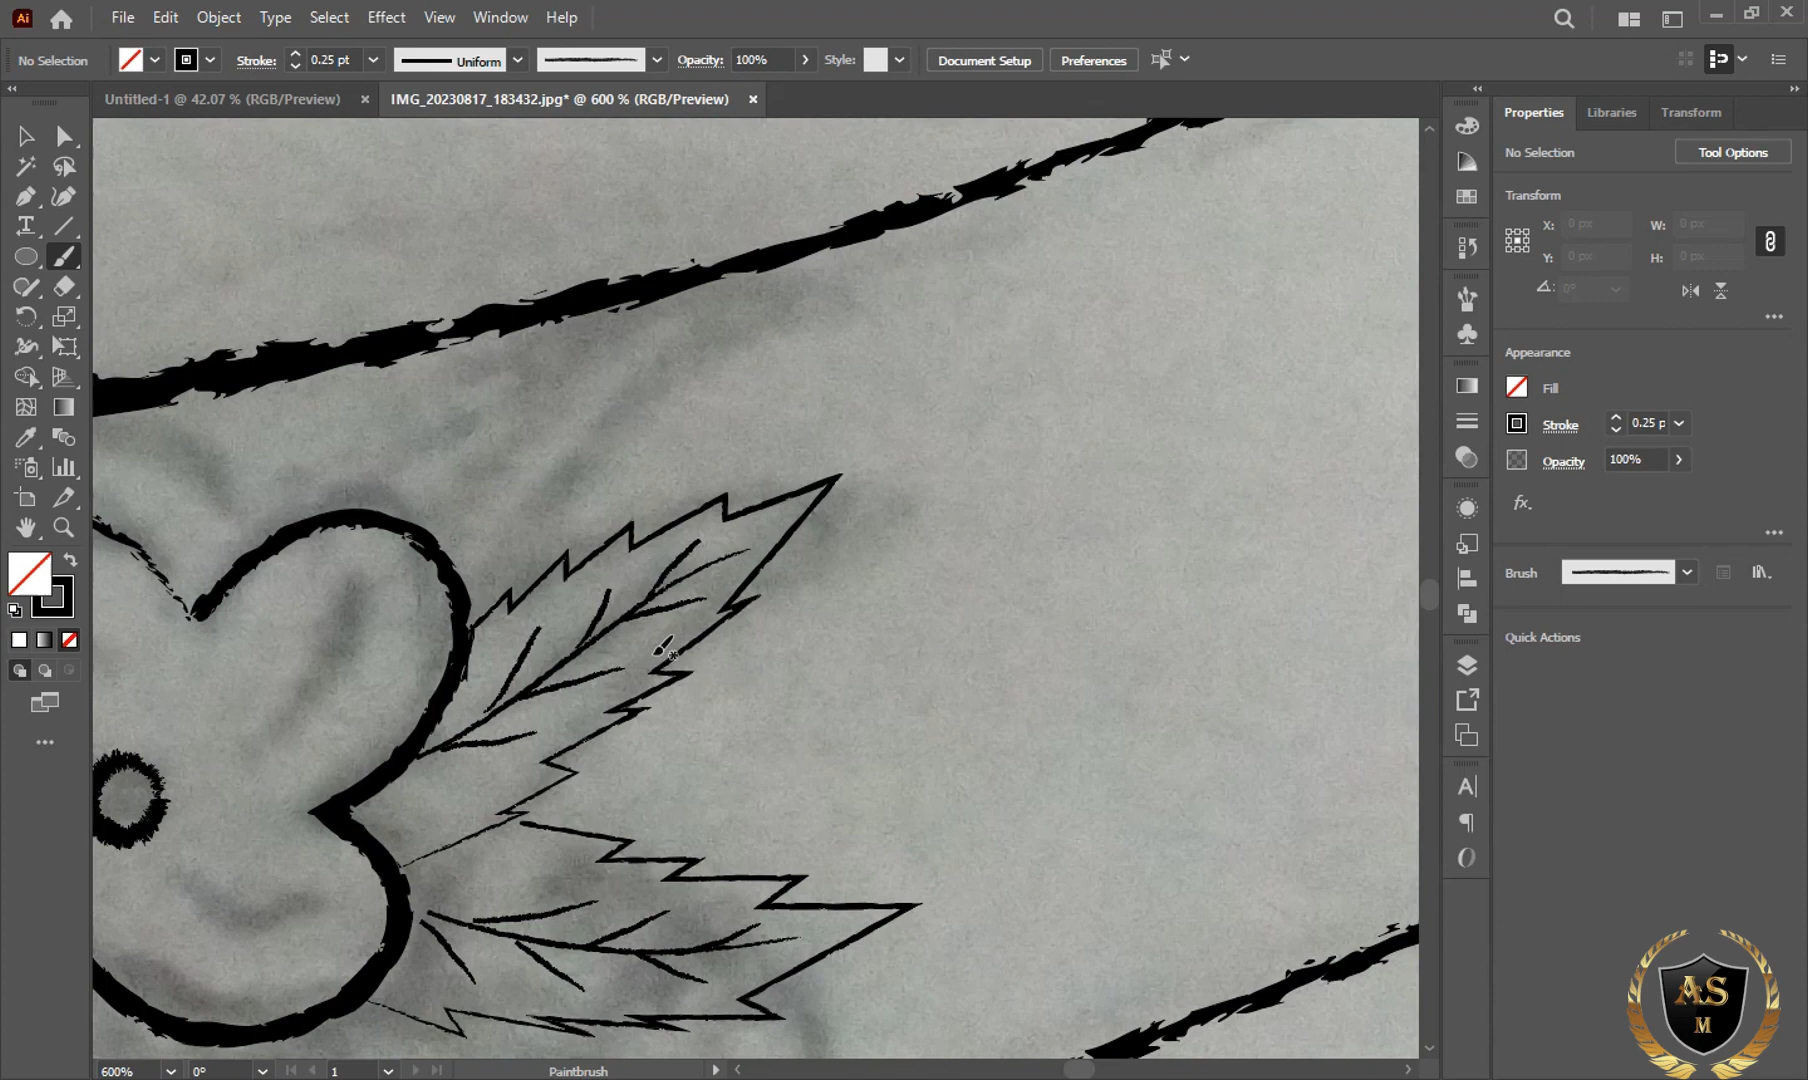 Ai File Edit Object Type Select Effect View Window Help
No Selection Stroke: 0.25 pt Uniform Opacity: 100% Style: Document Setup Preferences
Untitled-1 @ 42.07 % (RGB/Preview) × IMG_20230817_183432.jpg* @ 600 % (RGB/Preview) ×
Properties Libraries Transform
No Selection Tool Options
Transform
X: 0 px W: 0 px
Y: 0 px H: 0 px
0°
Appearance
Fill
Stroke 0.25 p
Opacity 100%
fx.
Brush
Quick Actions
AS
M
600% 0° 1 Paintbrush